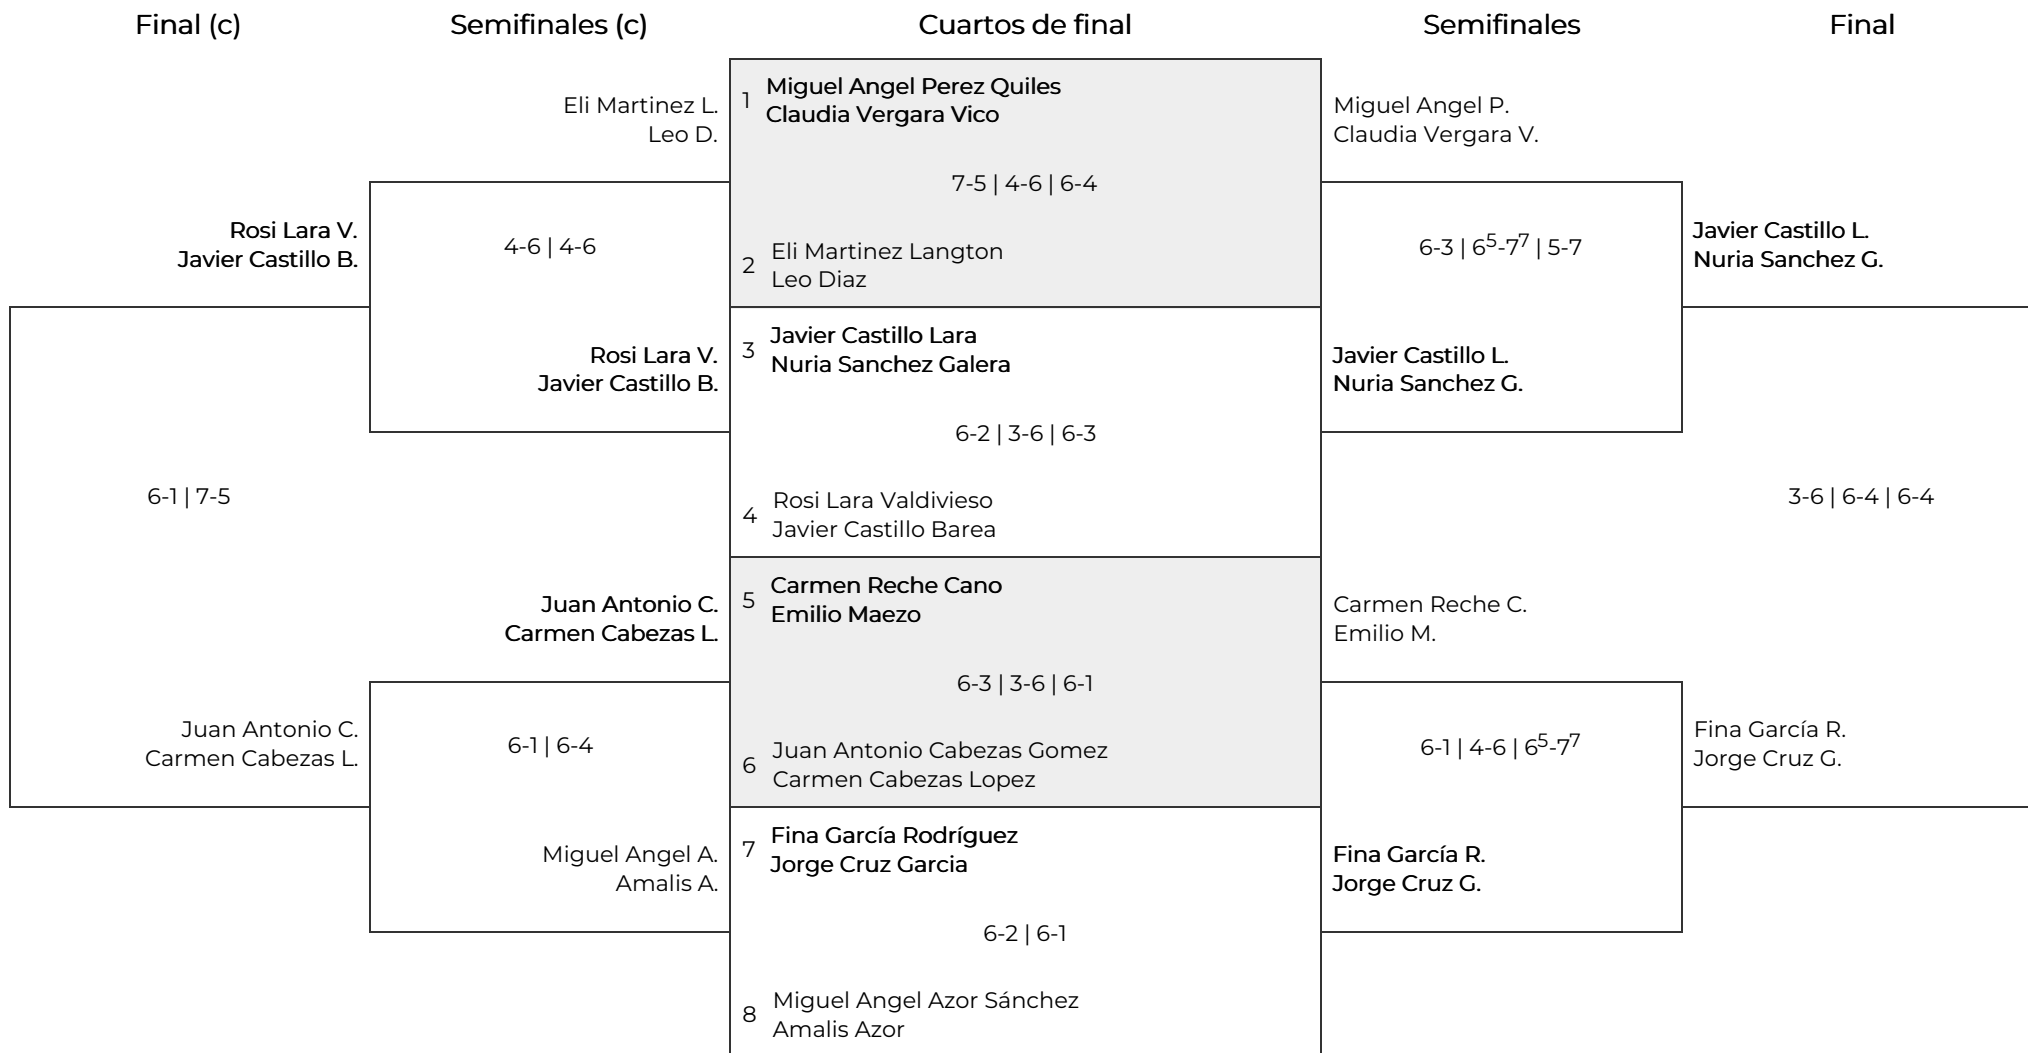 Final (c)
Semifinales (c)
Cuartos de final
Semifinales
Final
Rosi Lara V.
Javier Castillo B.
6-1 | 7-5
Juan Antonio C.
Carmen Cabezas L.
Eli Martinez L.
Leo D.
4-6 | 4-6
Rosi Lara V.
Javier Castillo B.
Juan Antonio C.
Carmen Cabezas L.
6-1 | 6-4
Miguel Angel A.
Amalis A.
1 Miguel Angel Perez Quiles
Claudia Vergara Vico
7-5 | 4-6 | 6-4
2 Eli Martinez Langton
Leo Diaz
3 Javier Castillo Lara
Nuria Sanchez Galera
6-2 | 3-6 | 6-3
4 Rosi Lara Valdivieso
Javier Castillo Barea
5 Carmen Reche Cano
Emilio Maezo
6-3 | 3-6 | 6-1
6 Juan Antonio Cabezas Gomez
Carmen Cabezas Lopez
7 Fina García Rodríguez
Jorge Cruz Garcia
6-2 | 6-1
8 Miguel Angel Azor Sánchez
Amalis Azor
Miguel Angel P.
Claudia Vergara V.
6-3 | 6⁵-7⁷ | 5-7
Javier Castillo L.
Nuria Sanchez G.
Carmen Reche C.
Emilio M.
6-1 | 4-6 | 6⁵-7⁷
Fina García R.
Jorge Cruz G.
Javier Castillo L.
Nuria Sanchez G.
3-6 | 6-4 | 6-4
Fina García R.
Jorge Cruz G.